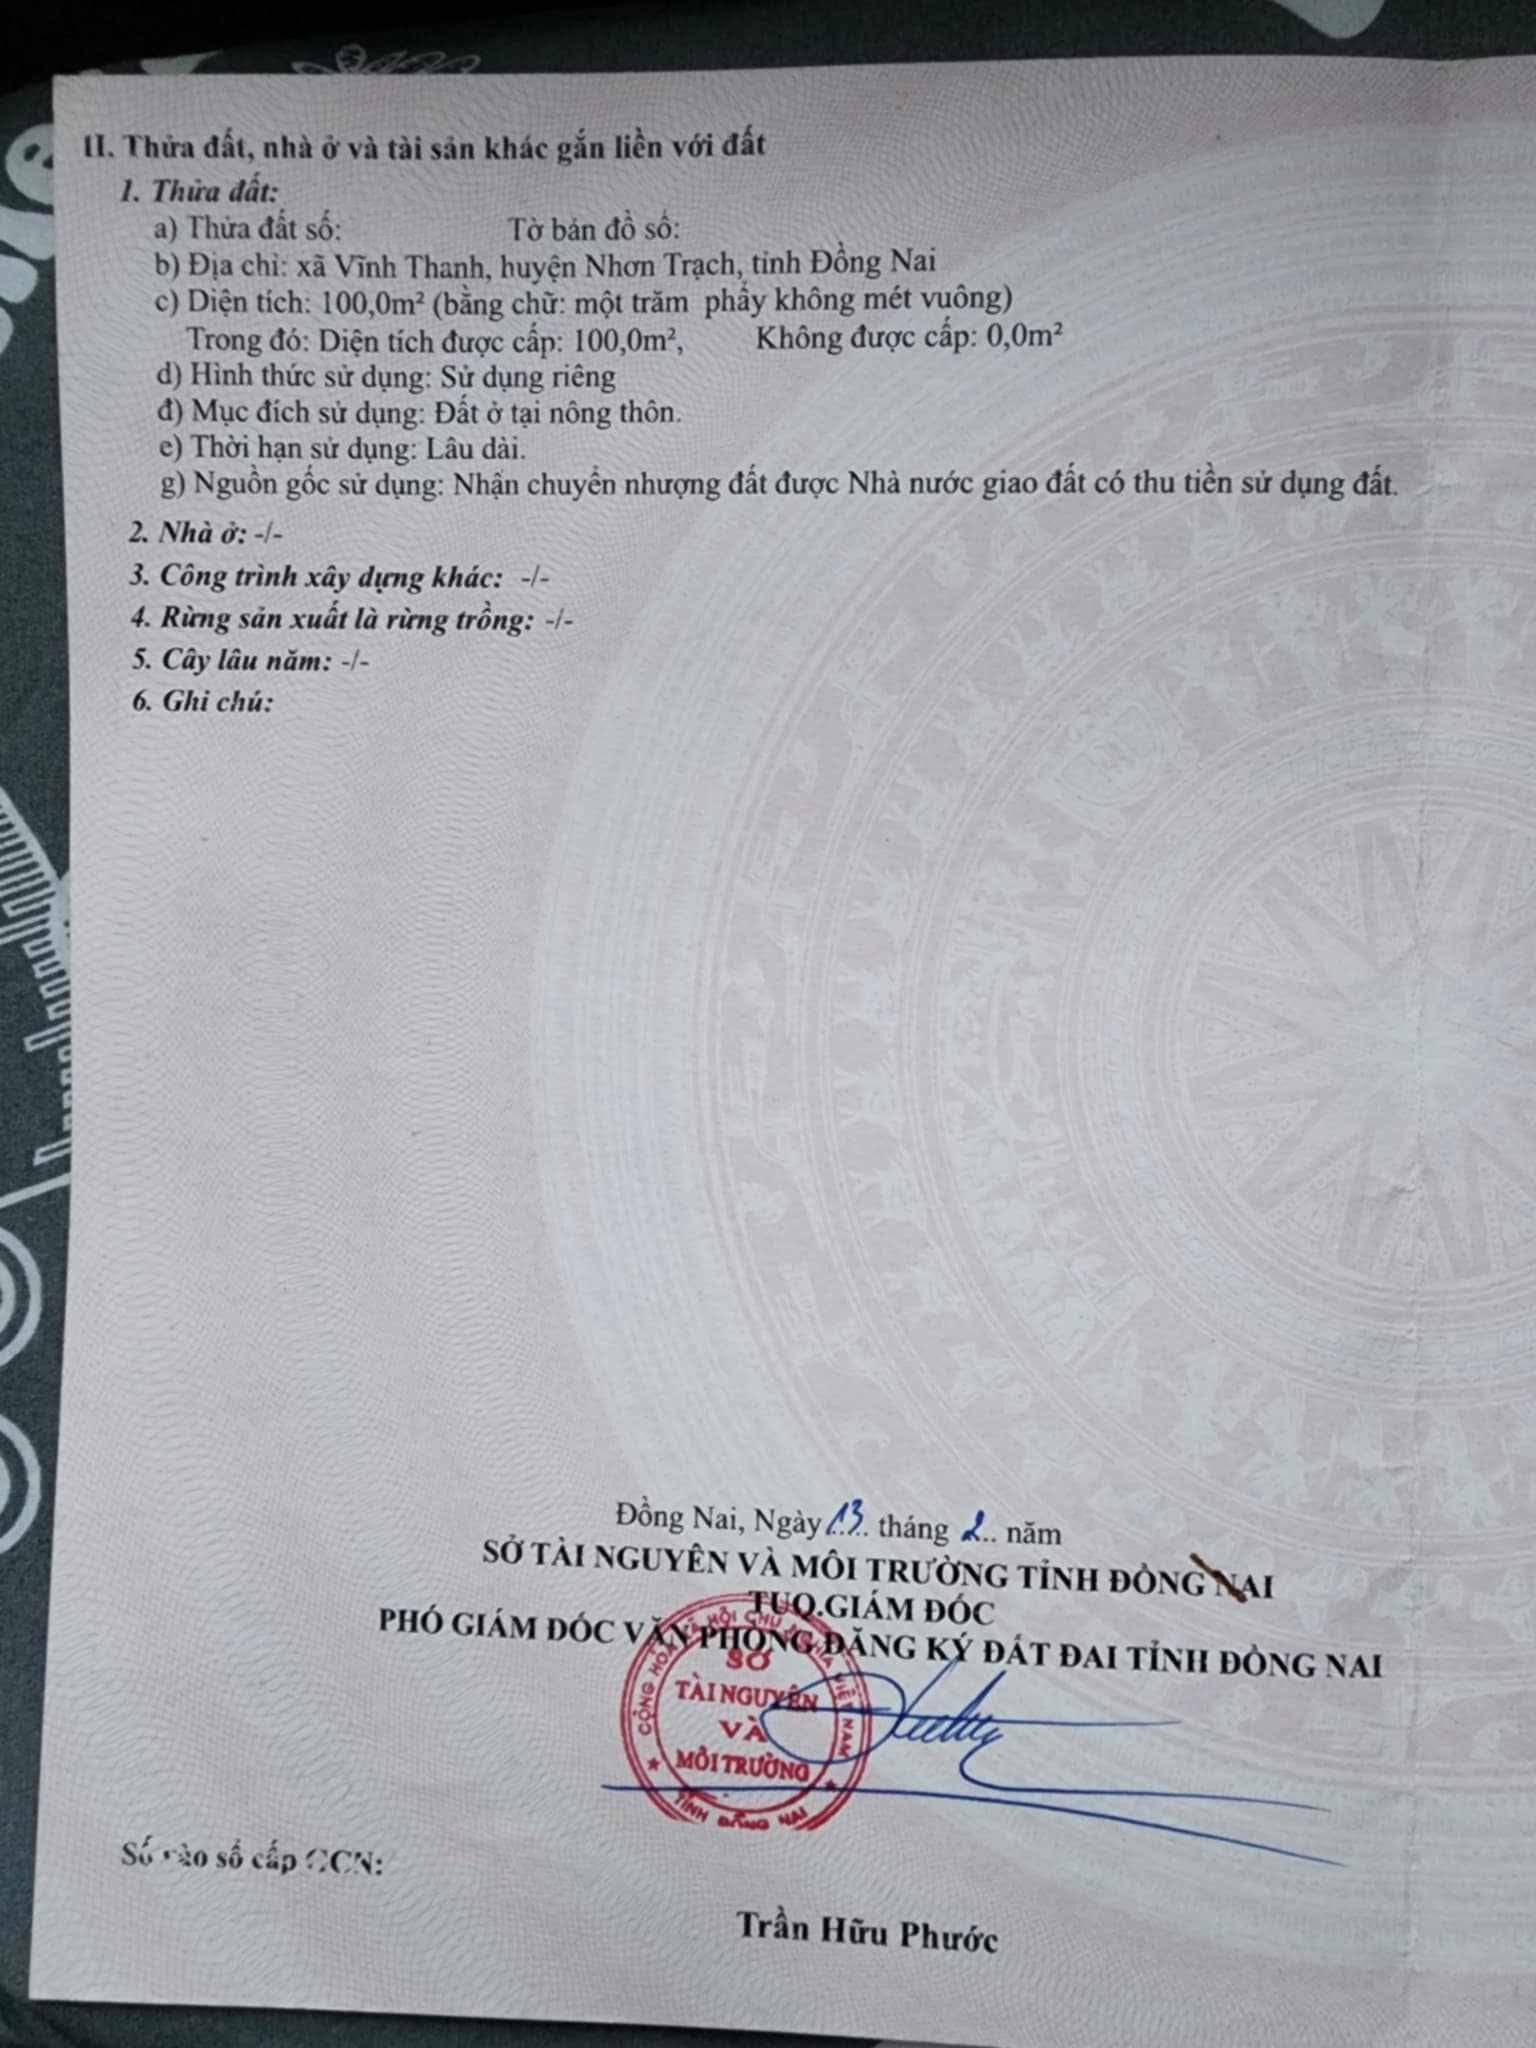 II. Thửa đất, nhà ở và tài sản khác gắn liền với đất
1. Thửa đất:
a) Thửa đất số: Tờ bản đồ số:
b) Địa chỉ: xã Vĩnh Thanh, huyện Nhơn Trạch, tỉnh Đồng Nai
c) Diện tích: 100,0m² (bằng chữ: một trăm phẩy không mét vuông)
Trong đó: Diện tích được cấp: 100,0m², Không được cấp: 0,0m²
d) Hình thức sử dụng: Sử dụng riêng
đ) Mục đích sử dụng: Đất ở tại nông thôn.
e) Thời hạn sử dụng: Lâu dài.
g) Nguồn gốc sử dụng: Nhận chuyển nhượng đất được Nhà nước giao đất có thu tiền sử dụng đất.
2. Nhà ở: -/-
3. Công trình xây dựng khác: -/-
4. Rừng sản xuất là rừng trồng: -/-
5. Cây lâu năm: -/-
6. Ghi chú:
Đồng Nai, Ngày 13 tháng 2 năm
SỞ TÀI NGUYÊN VÀ MÔI TRƯỜNG TỈNH ĐỒNG NAI
TUQ.GIÁM ĐỐC
PHÓ GIÁM ĐỐC VĂN PHÒNG ĐĂNG KÝ ĐẤT ĐAI TỈNH ĐỒNG NAI
CỘNG HÒA XÃ HỘI CHỦ NGHĨA VIỆT NAM
SỞ
TÀI NGUYÊN
VÀ
MÔI TRƯỜNG
TỈNH ĐỒNG NAI
Số vào sổ cấp GCN:
Trần Hữu Phước